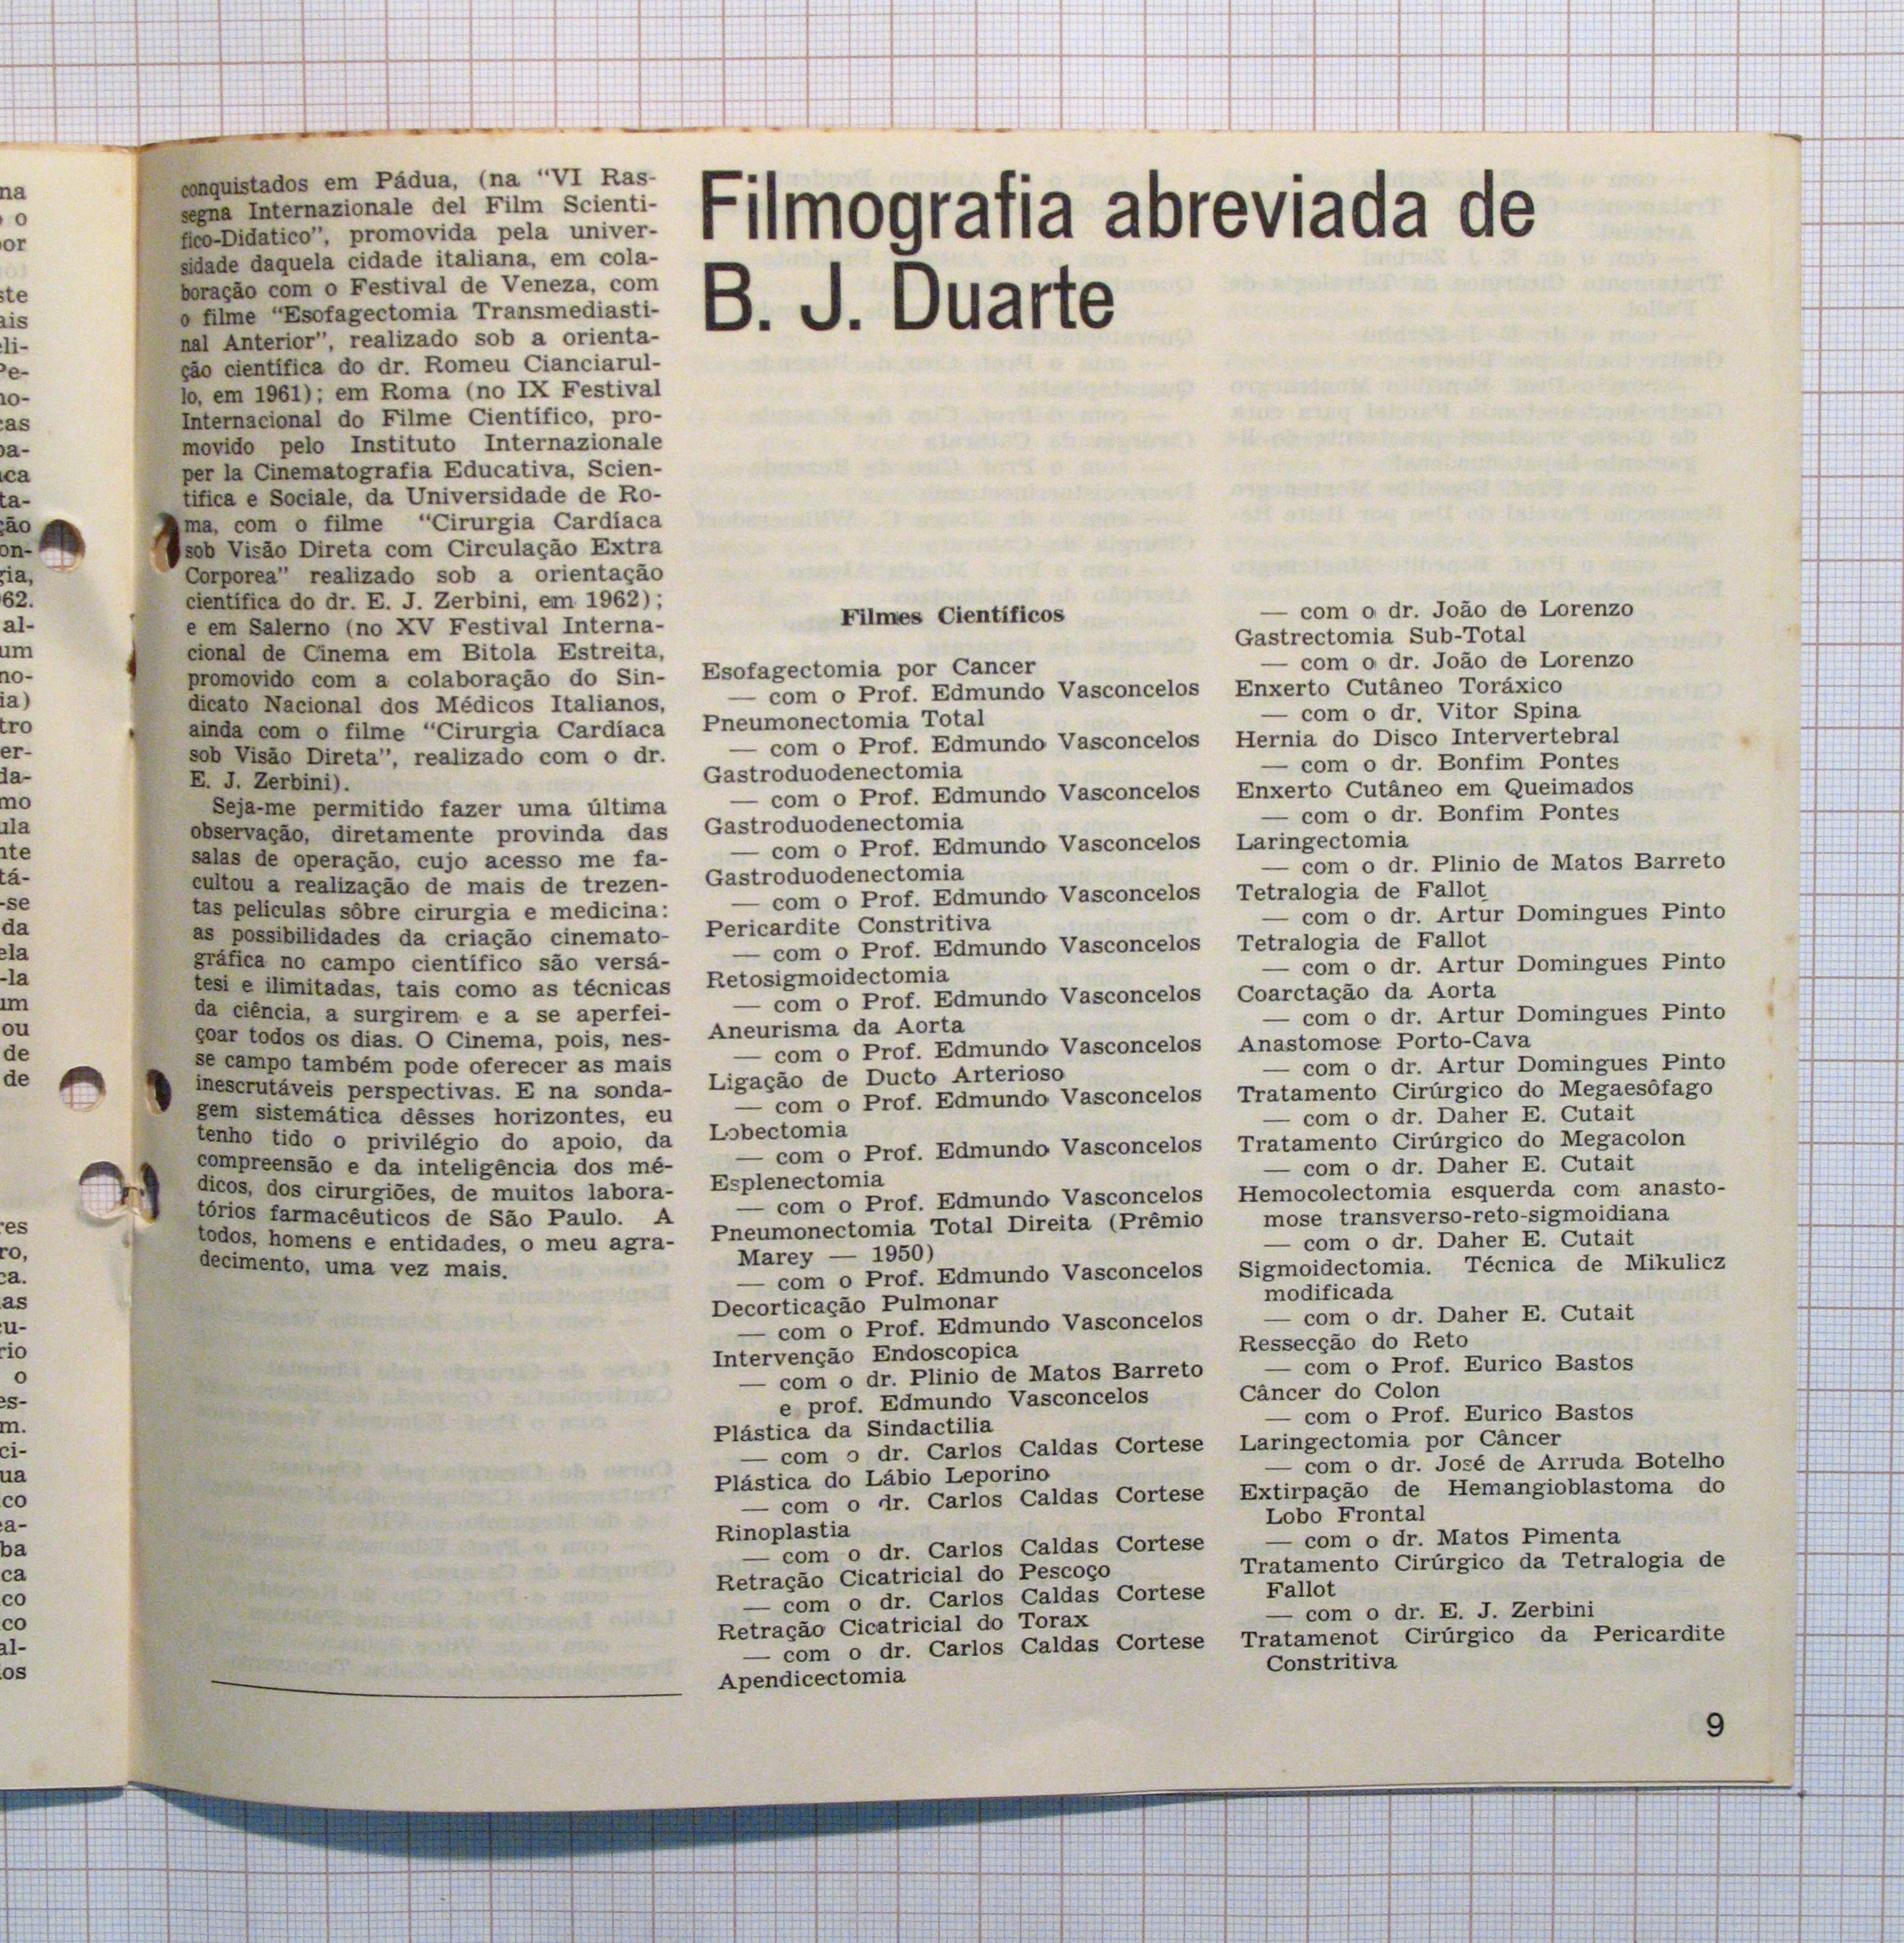 conquistados em Pádua, (na "VI Ras-
segna Internazionale del Film Scienti-
fico-Didatico", promovida pela univer-
sidade daquela cidade italiana, em cola-
boração com o Festival de Veneza, com
o filme "Esofagectomia Transmediasti-
nal Anterior", realizado sob a orienta-
ção científica do dr. Romeu Cianciarul-
lo, em 1961); em Roma (no IX Festival
Internacional do Filme Científico, pro-
movido pelo Instituto Internazionale
per la Cinematografia Educativa, Scien-
tifica e Sociale, da Universidade de Ro-
ma, com o filme "Cirurgia Cardíaca
sob Visão Direta com Circulação Extra
Corporea" realizado sob a orientação
científica do dr. E. J. Zerbini, em 1962);
e em Salerno (no XV Festival Interna-
cional de Cinema em Bitola Estreita,
promovido com a colaboração do Sin-
dicato Nacional dos Médicos Italianos,
ainda com o filme "Cirurgia Cardíaca
sob Visão Direta", realizado com o dr.
E. J. Zerbini).
Seja-me permitido fazer uma última
observação, diretamente provinda das
salas de operação, cujo acesso me fa-
cultou a realização de mais de trezen-
tas películas sôbre cirurgia e medicina:
as possibilidades da criação cinemato-
gráfica no campo científico são versá-
tesi e ilimitadas, tais como as técnicas
da ciência, a surgirem e a se aperfei-
çoar todos os dias. O Cinema, pois, nes-
se campo também pode oferecer as mais
inescrutáveis perspectivas. E na sonda-
gem sistemática dêsses horizontes, eu
tenho tido o privilégio do apoio, da
compreensão e da inteligência dos mé-
dicos, dos cirurgiões, de muitos labora-
tórios farmacêuticos de São Paulo. A
todos, homens e entidades, o meu agra-
decimento, uma vez mais.
Filmografia abreviada de
B. J. Duarte
Filmes Científicos
Esofagectomia por Cancer
— com o Prof. Edmundo Vasconcelos
Pneumonectomia Total
— com o Prof. Edmundo Vasconcelos
Gastroduodenectomia
— com o Prof. Edmundo Vasconcelos
Gastroduodenectomia
— com o Prof. Edmundo Vasconcelos
Gastroduodenectomia
— com o Prof. Edmundo Vasconcelos
Pericardite Constritiva
— com o Prof. Edmundo Vasconcelos
Retosigmoidectomia
— com o Prof. Edmundo Vasconcelos
Aneurisma da Aorta
— com o Prof. Edmundo Vasconcelos
Ligação de Ducto Arterioso
— com o Prof. Edmundo Vasconcelos
Lobectomia
— com o Prof. Edmundo Vasconcelos
Esplenectomia
— com o Prof. Edmundo Vasconcelos
Pneumonectomia Total Direita (Prêmio
Marey — 1950)
— com o Prof. Edmundo Vasconcelos
Decorticação Pulmonar
— com o Prof. Edmundo Vasconcelos
Intervenção Endoscopica
— com o dr. Plinio de Matos Barreto
e prof. Edmundo Vasconcelos
Plástica da Sindactilia
— com o dr. Carlos Caldas Cortese
Plástica do Lábio Leporino
— com o dr. Carlos Caldas Cortese
Rinoplastia
— com o dr. Carlos Caldas Cortese
Retração Cicatricial do Pescoço
— com o dr. Carlos Caldas Cortese
Retração Cicatricial do Torax
— com o dr. Carlos Caldas Cortese
Apendicectomia
— com o dr. João de Lorenzo
Gastrectomia Sub-Total
— com o dr. João de Lorenzo
Enxerto Cutâneo Toráxico
— com o dr. Vitor Spina
Hernia do Disco Intervertebral
— com o dr. Bonfim Pontes
Enxerto Cutâneo em Queimados
— com o dr. Bonfim Pontes
Laringectomia
— com o dr. Plinio de Matos Barreto
Tetralogia de Fallot
— com o dr. Artur Domingues Pinto
Tetralogia de Fallot
— com o dr. Artur Domingues Pinto
Coarctação da Aorta
— com o dr. Artur Domingues Pinto
Anastomose Porto-Cava
— com o dr. Artur Domingues Pinto
Tratamento Cirúrgico do Megaesôfago
— com o dr. Daher E. Cutait
Tratamento Cirúrgico do Megacolon
— com o dr. Daher E. Cutait
Hemocolectomia esquerda com anasto-
mose transverso-reto-sigmoidiana
— com o dr. Daher E. Cutait
Sigmoidectomia. Técnica de Mikulicz
modificada
— com o dr. Daher E. Cutait
Ressecção do Reto
— com o Prof. Eurico Bastos
Câncer do Colon
— com o Prof. Eurico Bastos
Laringectomia por Câncer
— com o dr. José de Arruda Botelho
Extirpação de Hemangioblastoma do
Lobo Frontal
— com o dr. Matos Pimenta
Tratamento Cirúrgico da Tetralogia de
Fallot
— com o dr. E. J. Zerbini
Tratamenot Cirúrgico da Pericardite
Constritiva
9